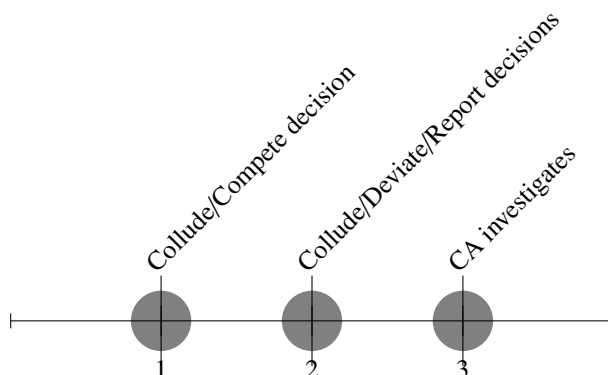 Collude/Compete decision
Collude/Deviate/Report decisions
CA investigates
1
2
3